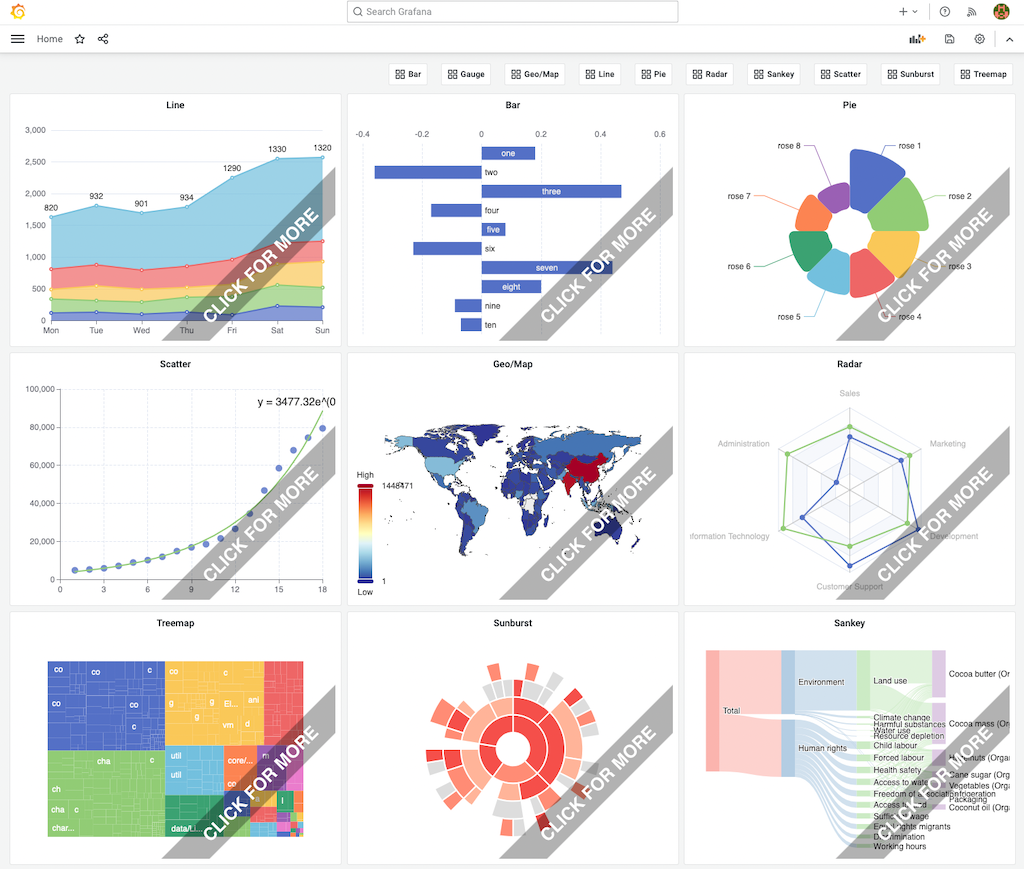 Search Grafana
Home
Bar
Gauge
Geo/Map
Line
Pie
Radar
Sankey
Scatter
Sunburst
Treemap
Line
3,000
2,500
2,000
1,500
1,000
500
0
820
932
901
934
1290
1330
1320
Mon
Tue
Wed
Thu
Fri
Sat
Sun
CLICK FOR MORE
Bar
-0.4
-0.2
0
0.2
0.4
0.6
one
two
three
four
five
six
seven
eight
nine
ten
CLICK FOR MORE
Pie
rose 8
rose 1
rose 7
rose 2
rose 6
rose 3
rose 5
rose 4
CLICK FOR MORE
Scatter
100,000
80,000
60,000
40,000
20,000
0
y = 3477.32e^(0
0
3
6
9
12
15
18
CLICK FOR MORE
Geo/Map
High
1448471
1
Low
CLICK FOR MORE
Radar
Sales
Administration
Marketing
formation Technology
Development
Customer Support
CLICK FOR MORE
Treemap
co
co
c
co
co
c
co
c
g
g
El...
ani
g
vm
d
cha
c
ch
cha
c
char...
util
util
core/...
co
m
data/Li...
l
CLICK FOR MORE
Sunburst
CLICK FOR MORE
Sankey
Total
Environment
Human rights
Land use
Climate change
Harmful substances
Water use
Resource depletion
Child labour
Forced labour
Health safety
Access to water
Freedom of association
Access to land
Sufficient wage
Equal rights migrants
Discrimination
Working hours
Cocoa butter (Or
Cocoa mass (Orga
Hazelnuts (Orga
Cane sugar (Org
Vegetables (Orga
refrigeration
Packaging
Coconut oil (Orga
CLICK FOR MORE